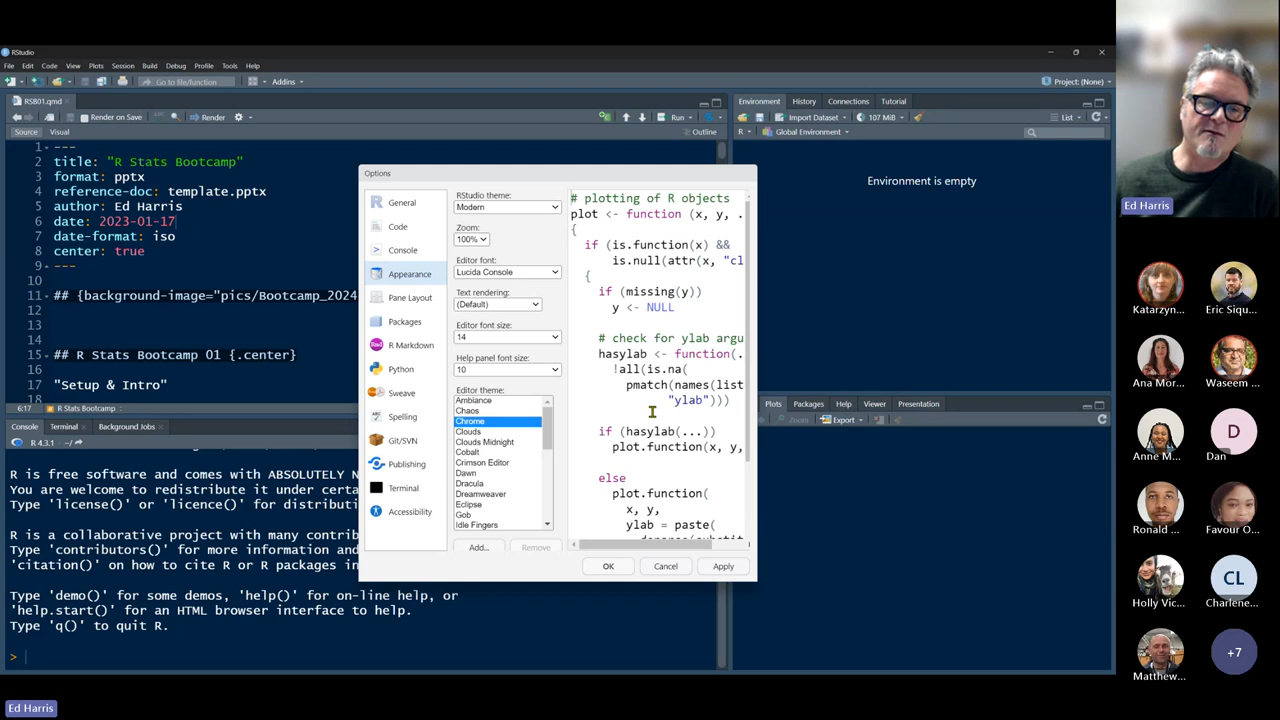 RStudio
File Edit Code View Plots Session Build Debug Profile Tools Help
Go to file/function Addins Project: (None)
RSB01.qmd
Render on Save Render Run
Source Visual Outline
1 ---
2 title: "R Stats Bootcamp"
3 format: pptx
4 reference-doc: template.pptx
5 author: Ed Harris
6 date: 2023-01-17
7 date-format: iso
8 center: true
9 ---
10
11 ## {background-image="pics/Bootcamp_2024
12
13
14
15 ## R Stats Bootcamp 01 {.center}
16
17 "Setup & Intro"
18
6:17 R Stats Bootcamp
Console Terminal Background Jobs
R 4.3.1 · ~/
R is free software and comes with ABSOLUTELY N
You are welcome to redistribute it under certa
Type 'license()' or 'licence()' for distributi
R is a collaborative project with many contrib
Type 'contributors()' for more information and
'citation()' on how to cite R or R packages in
Type 'demo()' for some demos, 'help()' for on-line help, or
'help.start()' for an HTML browser interface to help.
Type 'q()' to quit R.
>
Options
General
Code
Console
Appearance
Pane Layout
Packages
R Markdown
Python
Sweave
Spelling
Git/SVN
Publishing
Terminal
Accessibility
RStudio theme:
Modern
Zoom:
100%
Editor font:
Lucida Console
Text rendering:
(Default)
Editor font size:
14
Help panel font size:
10
Editor theme:
Ambiance
Chaos
Chrome
Clouds
Clouds Midnight
Cobalt
Crimson Editor
Dawn
Dracula
Dreamweaver
Eclipse
Gob
Idle Fingers
Add... Remove
# plotting of R objects
plot <- function (x, y, .
{
if (is.function(x) &&
is.null(attr(x, "cl
{
if (missing(y))
y <- NULL
# check for ylab argu
hasylab <- function(.
!all(is.na(
pmatch(names(list
"ylab")))
if (hasylab(...))
plot.function(x, y,
else
plot.function(
x, y,
ylab = paste(
OK Cancel Apply
Environment History Connections Tutorial
Import Dataset 107 MiB List
R Global Environment
Environment is empty
Plots Packages Help Viewer Presentation
Zoom Export
Ed Harris
Katarzyn...
Eric Siqu...
Ana Mor...
Waseem ...
Anne M...
D
Dan
Ronald ...
Favour O...
Holly Vic...
CL
Charlene...
Matthew...
+7
Ed Harris